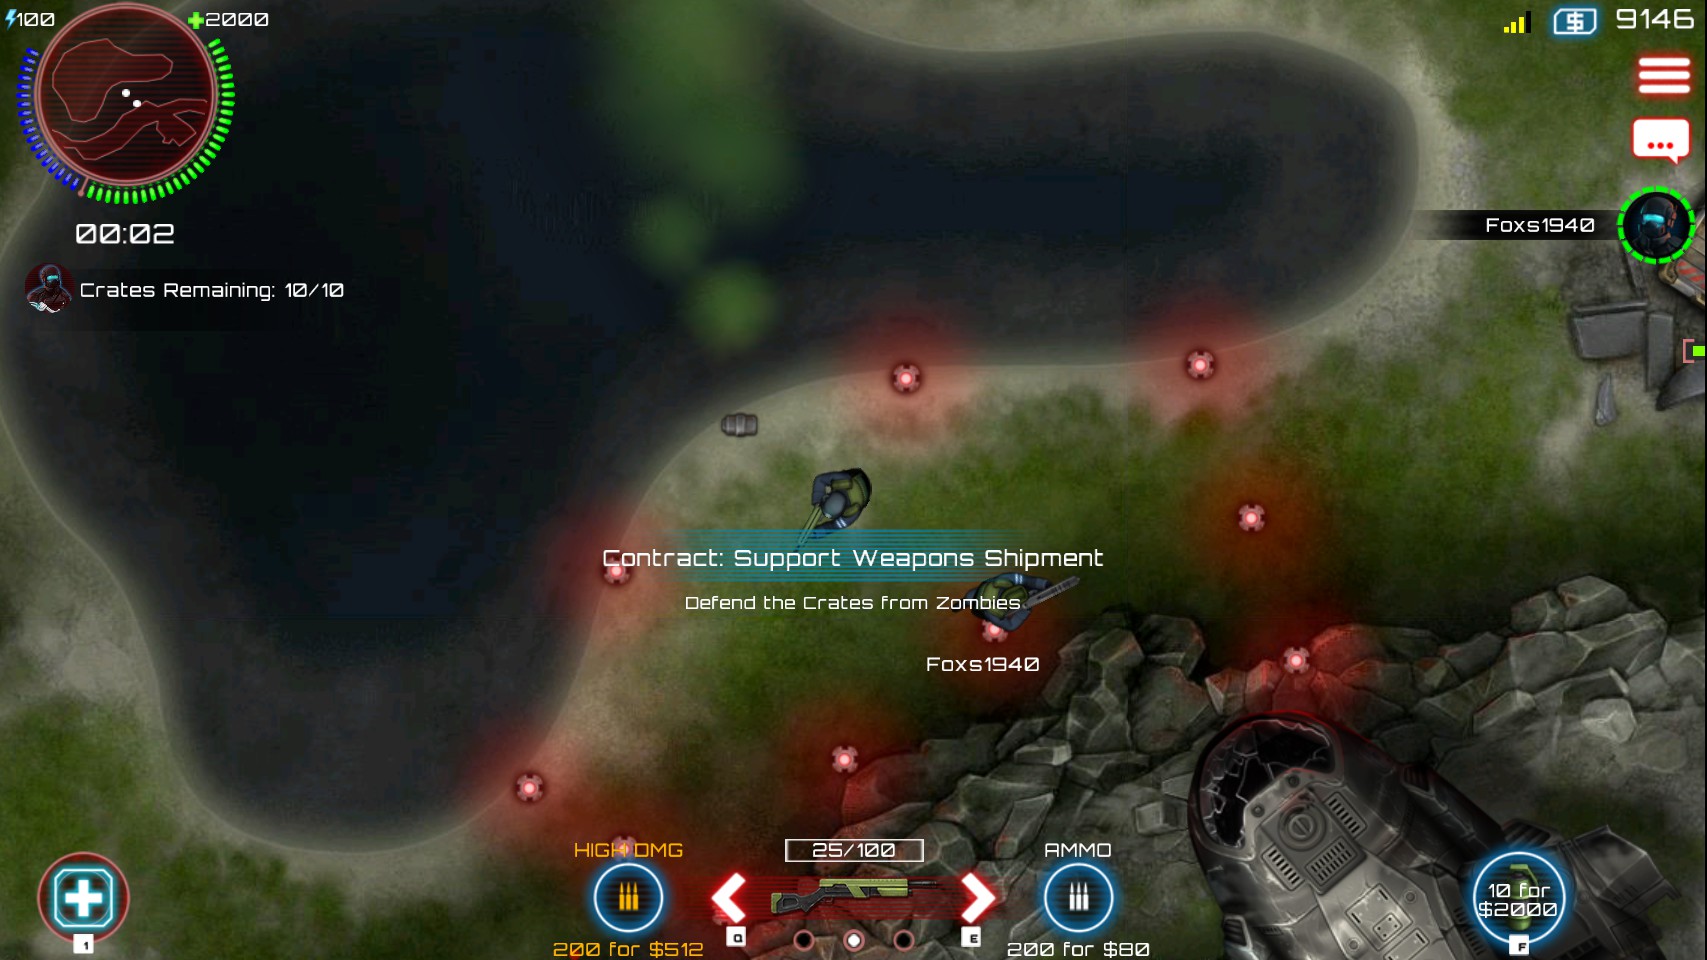 100
2000
9146
00:02
Foxs1940
Crates Remaining: 10/10
Contract: Support Weapons Shipment
Defend the Crates from Zombies
Foxs1940
HIGH DMG
25/100
AMMO
10 for
$2000
1
Q
E
F
200 for $512
200 for $80